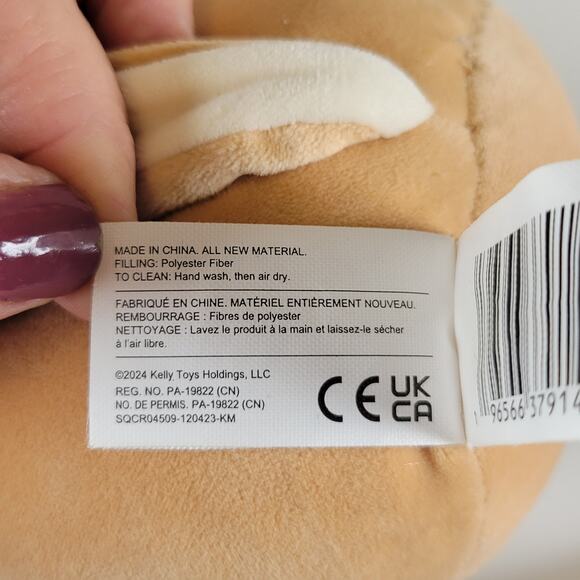 MADE IN CHINA. ALL NEW MATERIAL.
FILLING: Polyester Fiber
TO CLEAN: Hand wash, then air dry.
FABRIQUÉ EN CHINE. MATÉRIEL ENTIÈREMENT NOUVEAU.
REMBOURRAGE : Fibres de polyester
NETTOYAGE : Lavez le produit à la main et laissez-le sécher
à l'air libre.
©2024 Kelly Toys Holdings, LLC
REG. NO. PA-19822 (CN)
NO. DE PERMIS. PA-19822 (CN)
SQCR04509-120423-KM
CE UK
CA
96566 37914